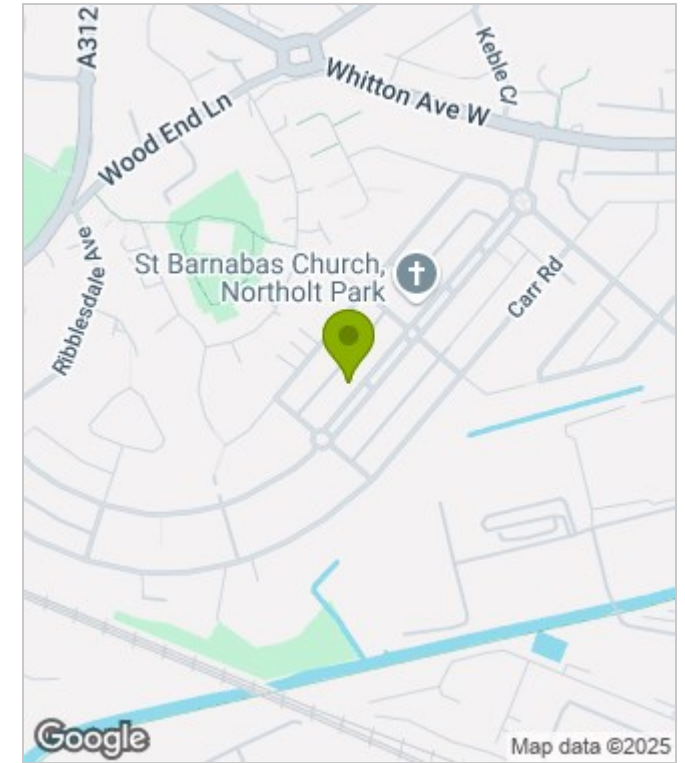 A312
Wood End Ln
Whitton Ave W
Keble Cl
St Barnabas Church,
Northolt Park
Carr Rd
Ribblesdale Ave
Google
Map data ©2025